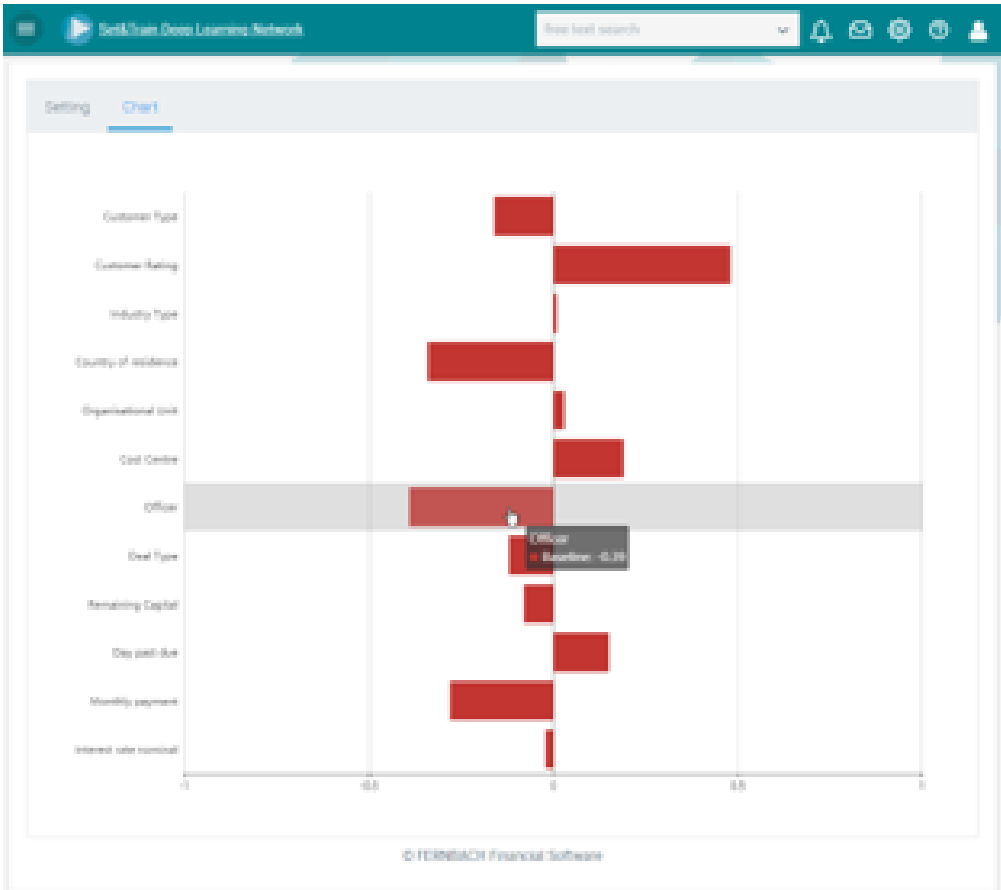 Set&Train Deep Learning Network
free text search
Setting
Chart
Customer Type
Customer Rating
Industry Type
Country of residence
Organisational Unit
Cost Centre
Officer
Officer
Baseline: -0.39
Deal Type
Remaining Capital
Day past due
Monthly payment
Interest rate nominal
-1 -0.5 0 0.5 1
© FERNBACH Financial Software